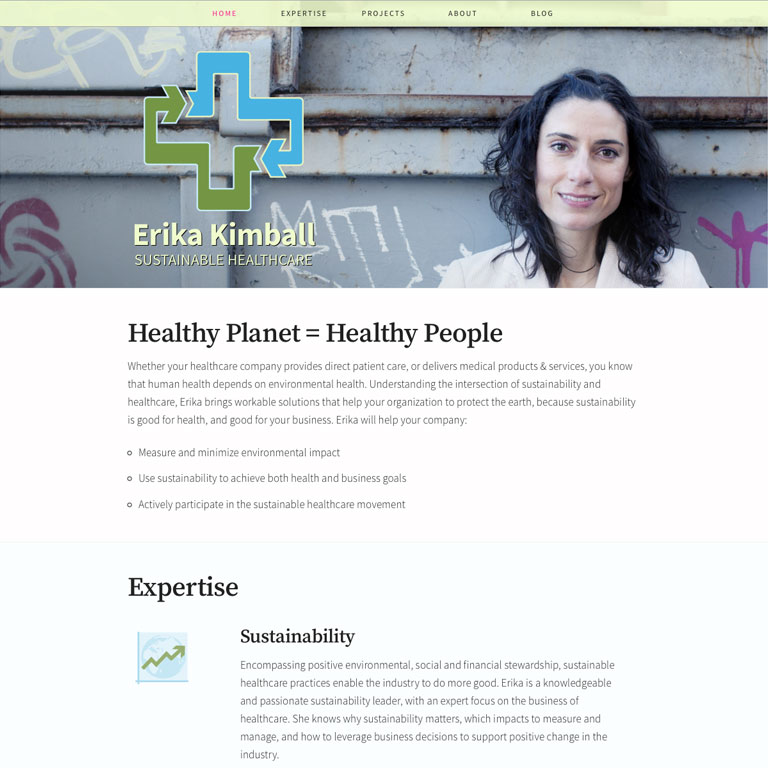 HOME EXPERTISE PROJECTS ABOUT BLOG
Erika Kimball
SUSTAINABLE HEALTHCARE
Healthy Planet = Healthy People
Whether your healthcare company provides direct patient care, or delivers medical products & services, you know
that human health depends on environmental health. Understanding the intersection of sustainability and
healthcare, Erika brings workable solutions that help your organization to protect the earth, because sustainability
is good for health, and good for your business. Erika will help your company:
Measure and minimize environmental impact
Use sustainability to achieve both health and business goals
Actively participate in the sustainable healthcare movement
Expertise
Sustainability
Encompassing positive environmental, social and financial stewardship, sustainable
healthcare practices enable the industry to do more good. Erika is a knowledgeable
and passionate sustainability leader, with an expert focus on the business of
healthcare. She knows why sustainability matters, which impacts to measure and
manage, and how to leverage business decisions to support positive change in the
industry.